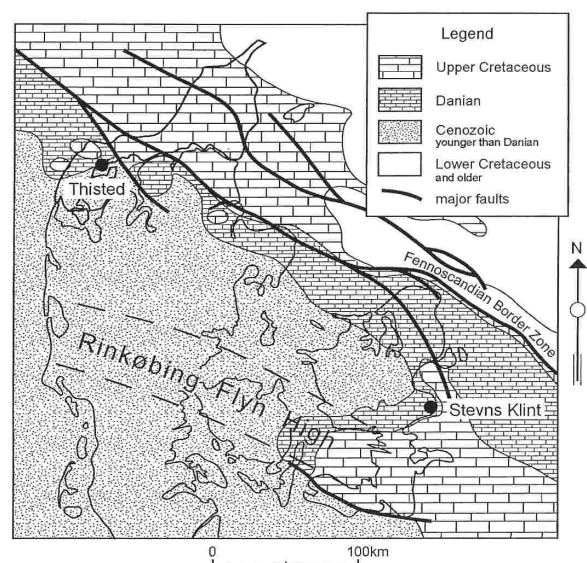 Legend
Upper Cretaceous
Danian
Cenozoic
younger than Danian
Lower Cretaceous
and older
major faults
Thisted
Fennoscandian Border Zone
N
Rinkøbing Fyn High
Stevns Klint
0 100km